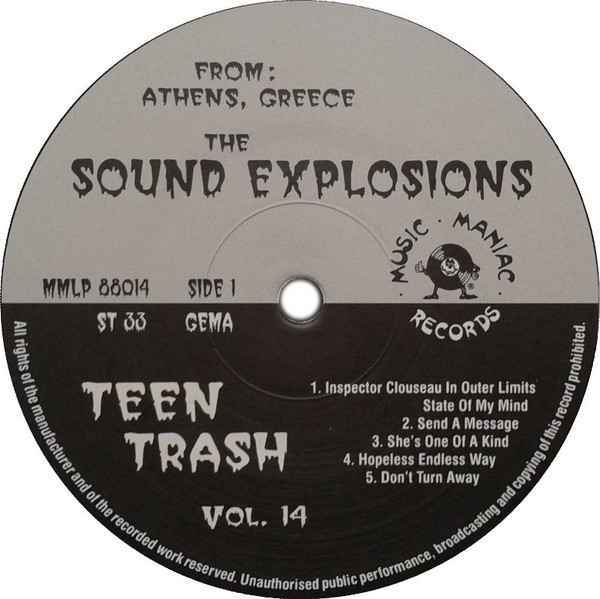 FROM:
ATHENS, GREECE
THE
SOUND EXPLOSIONS
MUSIC · MANIAC
RECORDS
MMLP 88014 SIDE 1
ST 33 GEMA
TEEN
TRASH
VOL. 14
1. Inspector Clouseau In Outer Limits
State Of My Mind
2. Send A Message
3. She's One Of A Kind
4. Hopeless Endless Way
5. Don't Turn Away
All rights of the manufacturer and of the recorded work reserved. Unauthorised public performance, broadcasting and copying of this record prohibited.